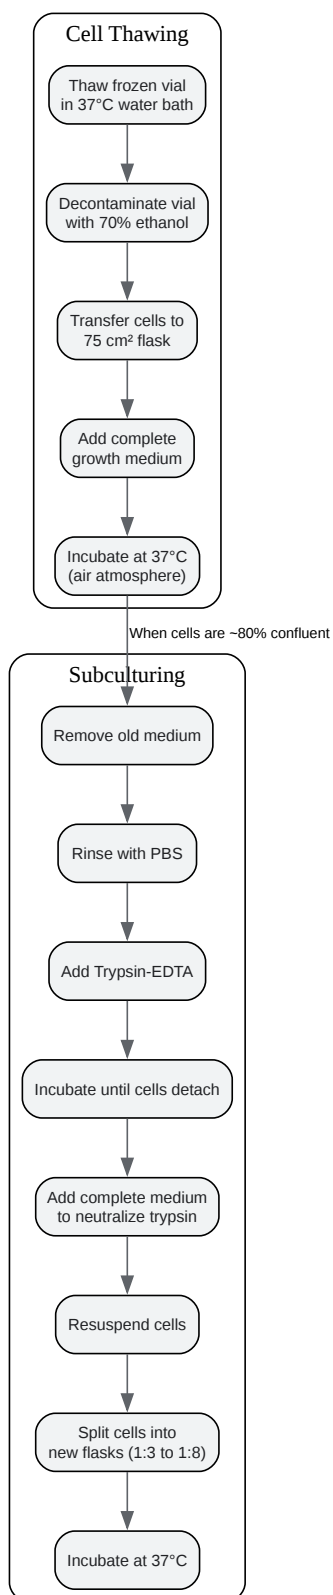 Cell Thawing
Thaw frozen vial
in 37°C water bath
Decontaminate vial
with 70% ethanol
Transfer cells to
75 cm² flask
Add complete
growth medium
Incubate at 37°C
(air atmosphere)
When cells are ~80% confluent
Subculturing
Remove old medium
Rinse with PBS
Add Trypsin-EDTA
Incubate until cells detach
Add complete medium
to neutralize trypsin
Resuspend cells
Split cells into
new flasks (1:3 to 1:8)
Incubate at 37°C